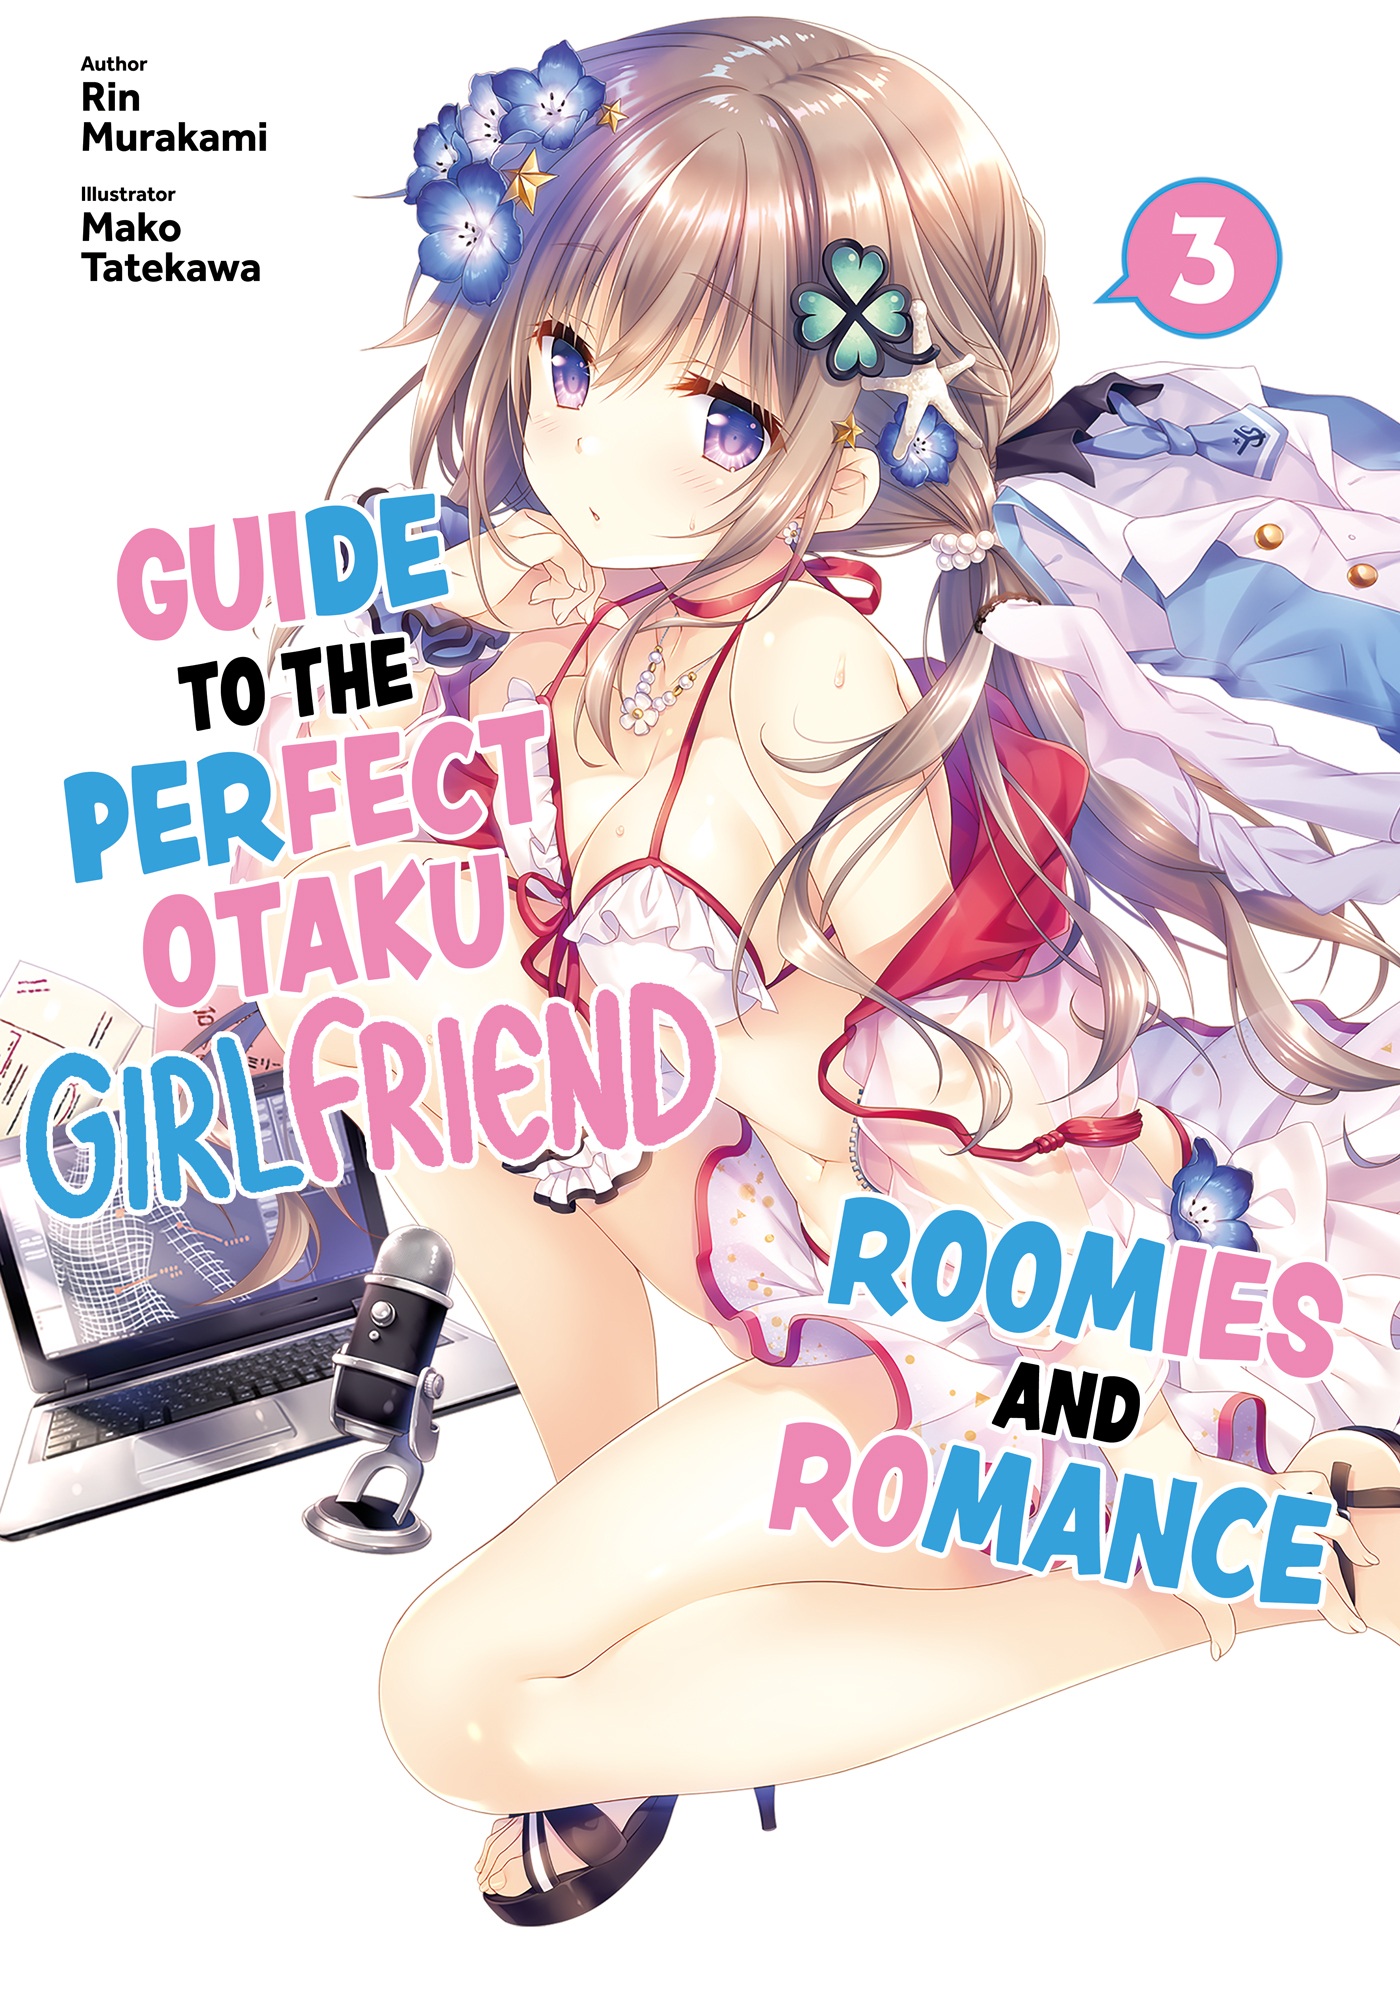 Author
Rin
Murakami
Illustrator
Mako
Tatekawa
3
GUIDE
TO THE
PERFECT
OTAKU
GIRLFRIEND
ROOMIES
AND
ROMANCE